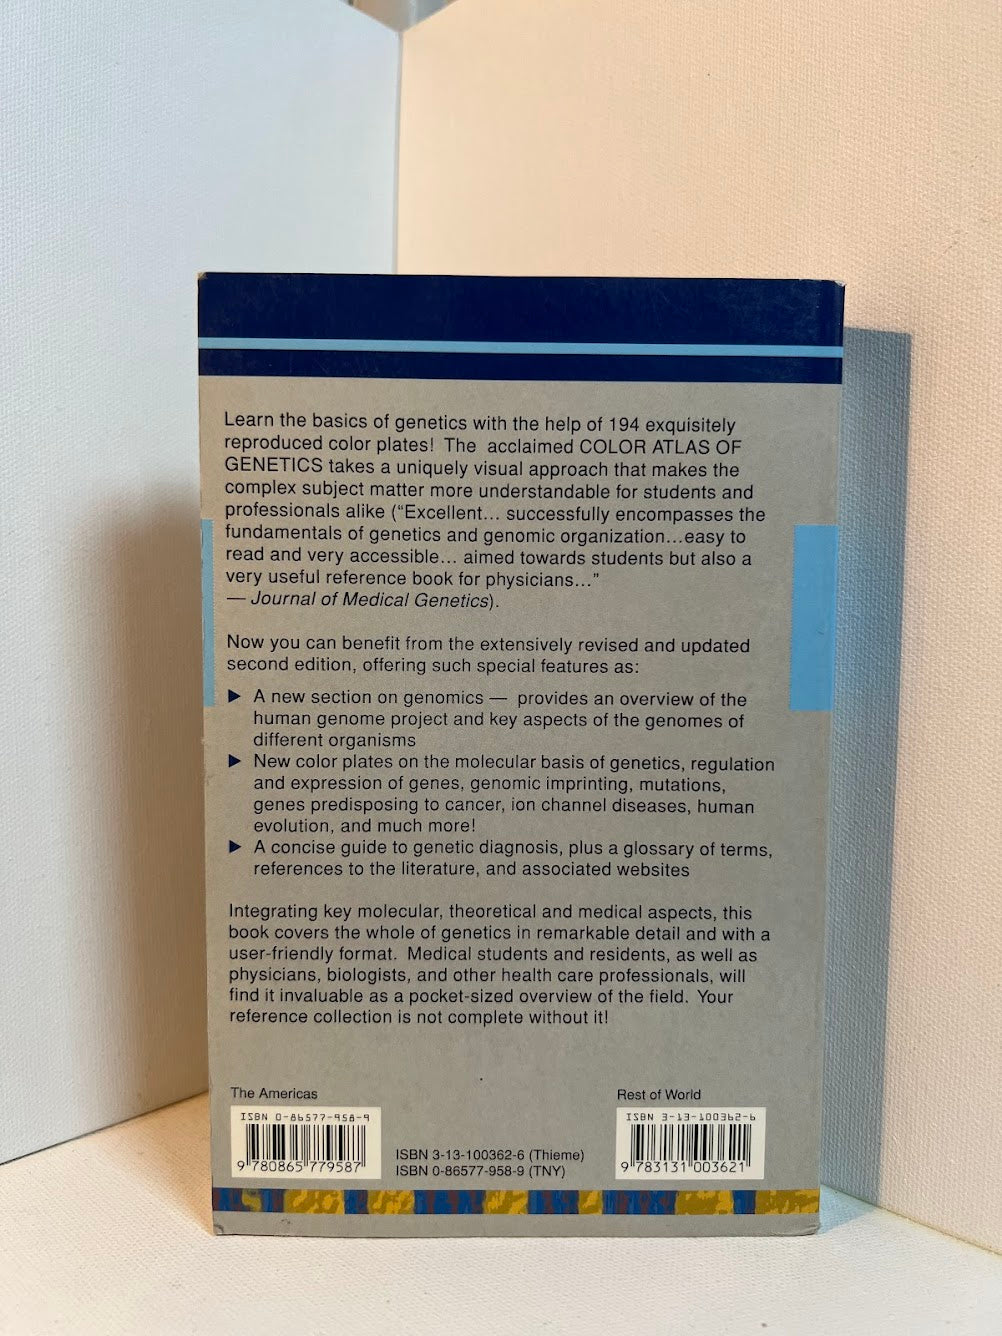 Learn the basics of genetics with the help of 194 exquisitely
reproduced color plates! The acclaimed COLOR ATLAS OF
GENETICS takes a uniquely visual approach that makes the
complex subject matter more understandable for students and
professionals alike (“Excellent... successfully encompasses the
fundamentals of genetics and genomic organization...easy to
read and very accessible... aimed towards students but also a
very useful reference book for physicians...”
— Journal of Medical Genetics).
Now you can benefit from the extensively revised and updated
second edition, offering such special features as:
▶ A new section on genomics — provides an overview of the
human genome project and key aspects of the genomes of
different organisms
▶ New color plates on the molecular basis of genetics, regulation
and expression of genes, genomic imprinting, mutations,
genes predisposing to cancer, ion channel diseases, human
evolution, and much more!
▶ A concise guide to genetic diagnosis, plus a glossary of terms,
references to the literature, and associated websites
Integrating key molecular, theoretical and medical aspects, this
book covers the whole of genetics in remarkable detail and with a
user-friendly format. Medical students and residents, as well as
physicians, biologists, and other health care professionals, will
find it invaluable as a pocket-sized overview of the field. Your
reference collection is not complete without it!
The Americas
ISBN 0-86577-958-9
9 780865 779587
ISBN 3-13-100362-6 (Thieme)
ISBN 0-86577-958-9 (TNY)
Rest of World
ISBN 3-13-100362-6
9 783131 003621